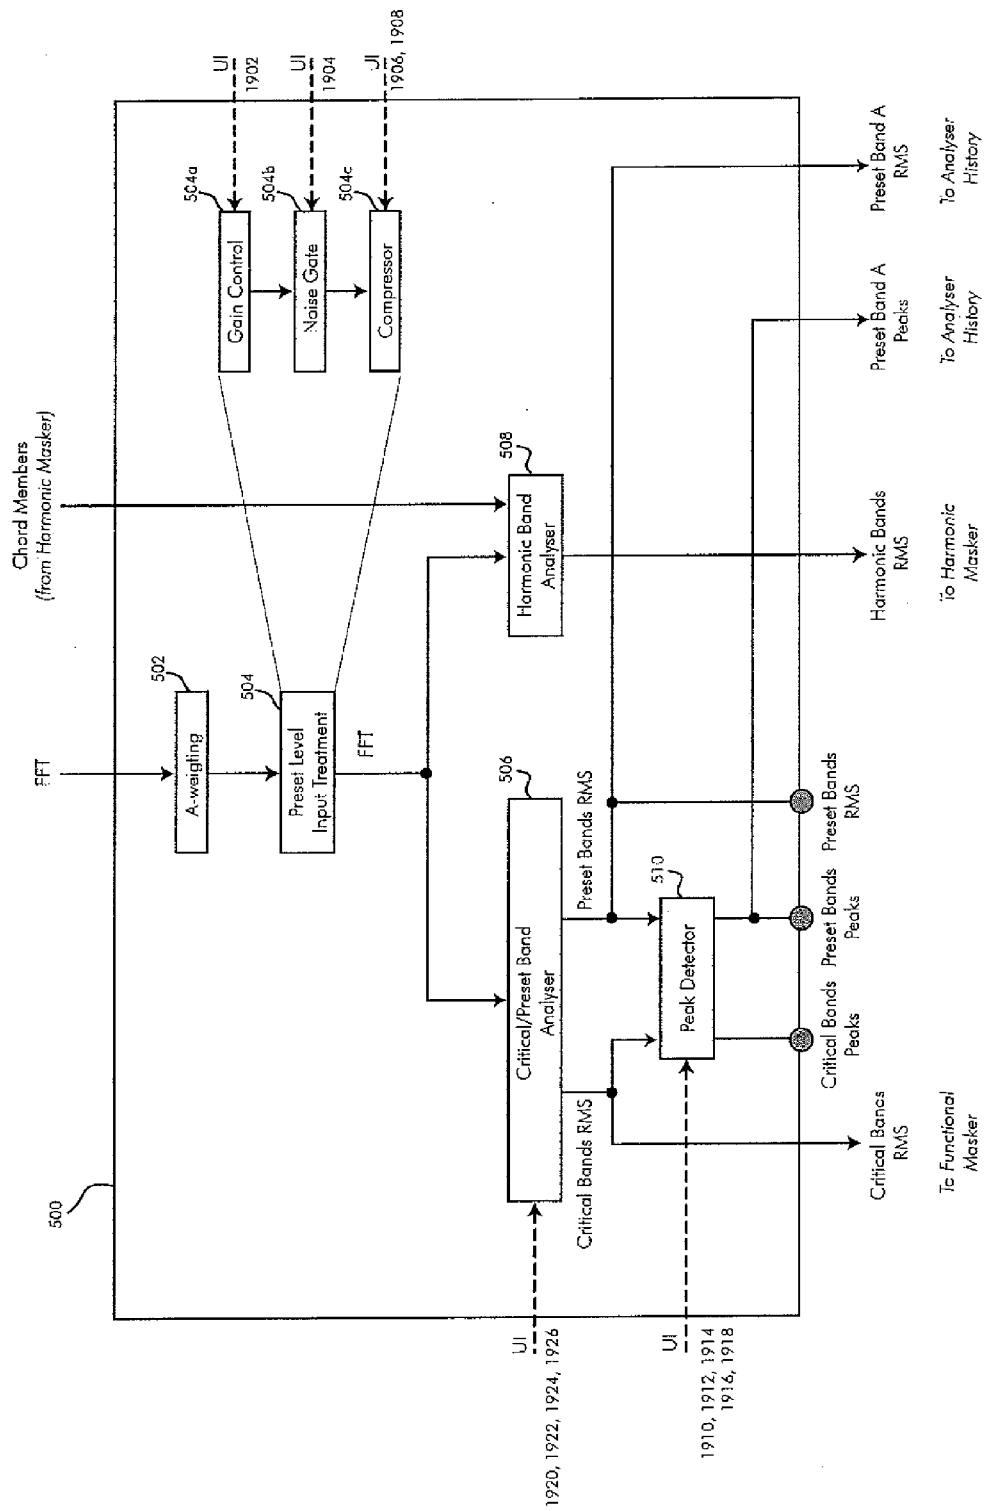 FFT
Chord Members
(from Harmonic Masker)
500
502
A-weigting
504
Preset Level
Input Treatment
FFT
504a
Gain Control
UI
1902
504b
Noise Gate
UI
1904
504c
Compressor
UI
1906, 1908
506
Critical/Preset Band
Analyser
508
Harmonic Band
Analyser
UI
1920, 1922, 1924, 1926
Critical Bands RMS
Preset Bands RMS
510
Peak Detector
UI
1910, 1912, 1914
1916, 1918
Critical Bands
RMS
To Functional
Masker
Critical Bands
Peaks
Preset Bands
Peaks
Preset Bands
RMS
Harmonic Bands
RMS
To Harmonic
Masker
Preset Band A
Peaks
To Analyser
History
Preset Band A
RMS
To Analyser
History